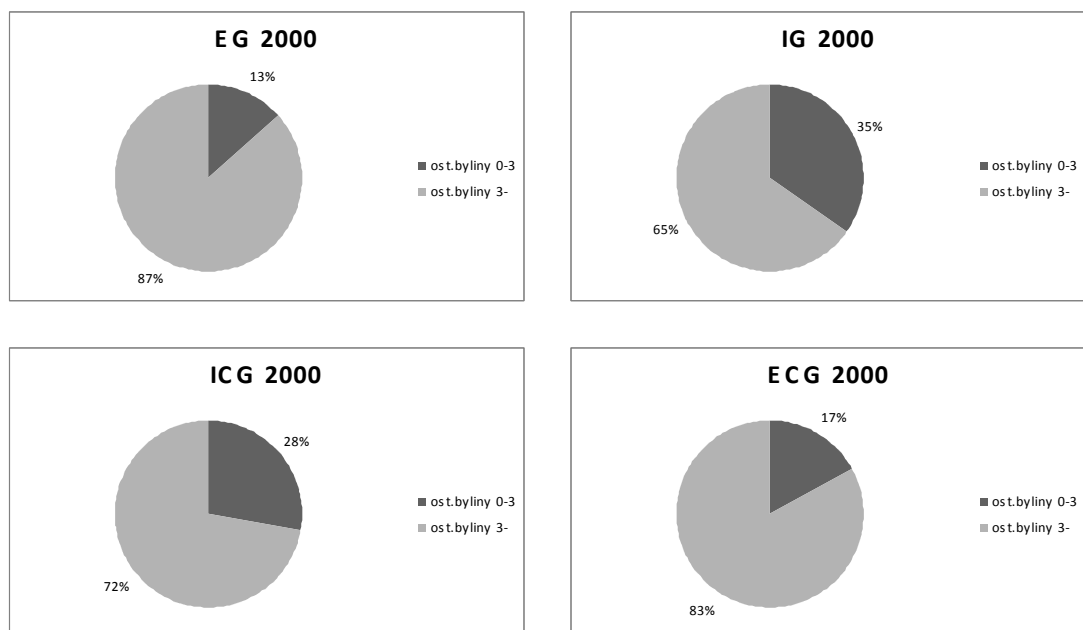 EG 2000
13%
ost.byliny 0-3
ost.byliny 3-
87%
IG 2000
35%
ost.byliny 0-3
ost.byliny 3-
65%
ICG 2000
28%
ost.byliny 0-3
ost.byliny 3-
72%
ECG 2000
17%
ost.byliny 0-3
ost.byliny 3-
83%